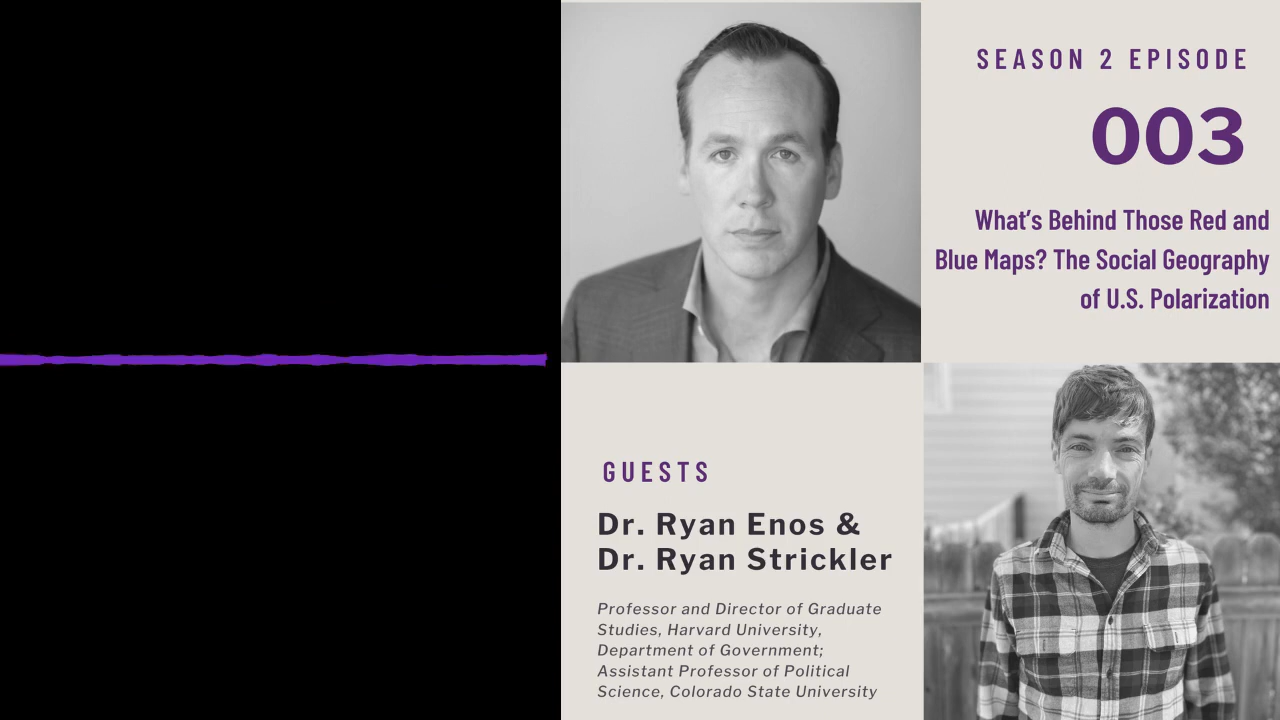 SEASON 2 EPISODE
003
What’s Behind Those Red and
Blue Maps? The Social Geography
of U.S. Polarization
GUESTS
Dr. Ryan Enos &
Dr. Ryan Strickler
Professor and Director of Graduate
Studies, Harvard University,
Department of Government;
Assistant Professor of Political
Science, Colorado State University